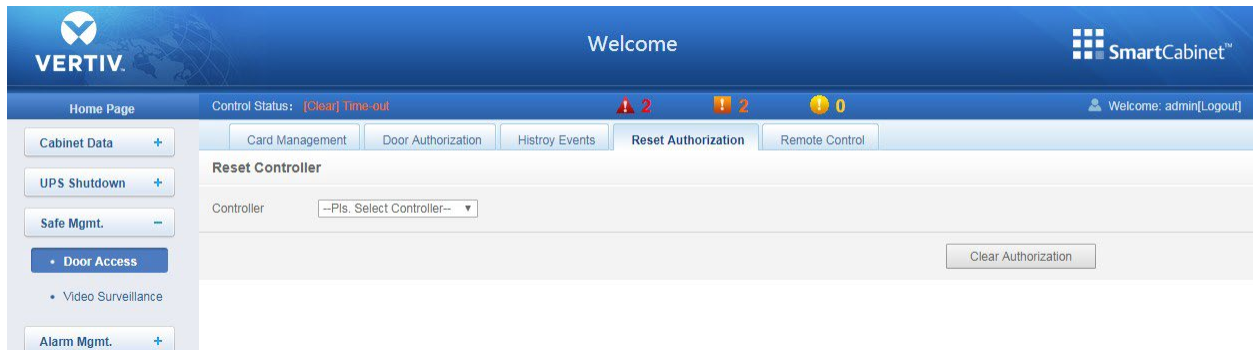 VERTIV.
Welcome
SmartCabinet™
Home Page
Control Status: [Clear] Time-out
2
2
0
Welcome: admin[Logout]
Cabinet Data +
UPS Shutdown +
Safe Mgmt. −
• Door Access
• Video Surveillance
Alarm Mgmt. +
Card Management
Door Authorization
Histroy Events
Reset Authorization
Remote Control
Reset Controller
Controller --Pls. Select Controller--
Clear Authorization